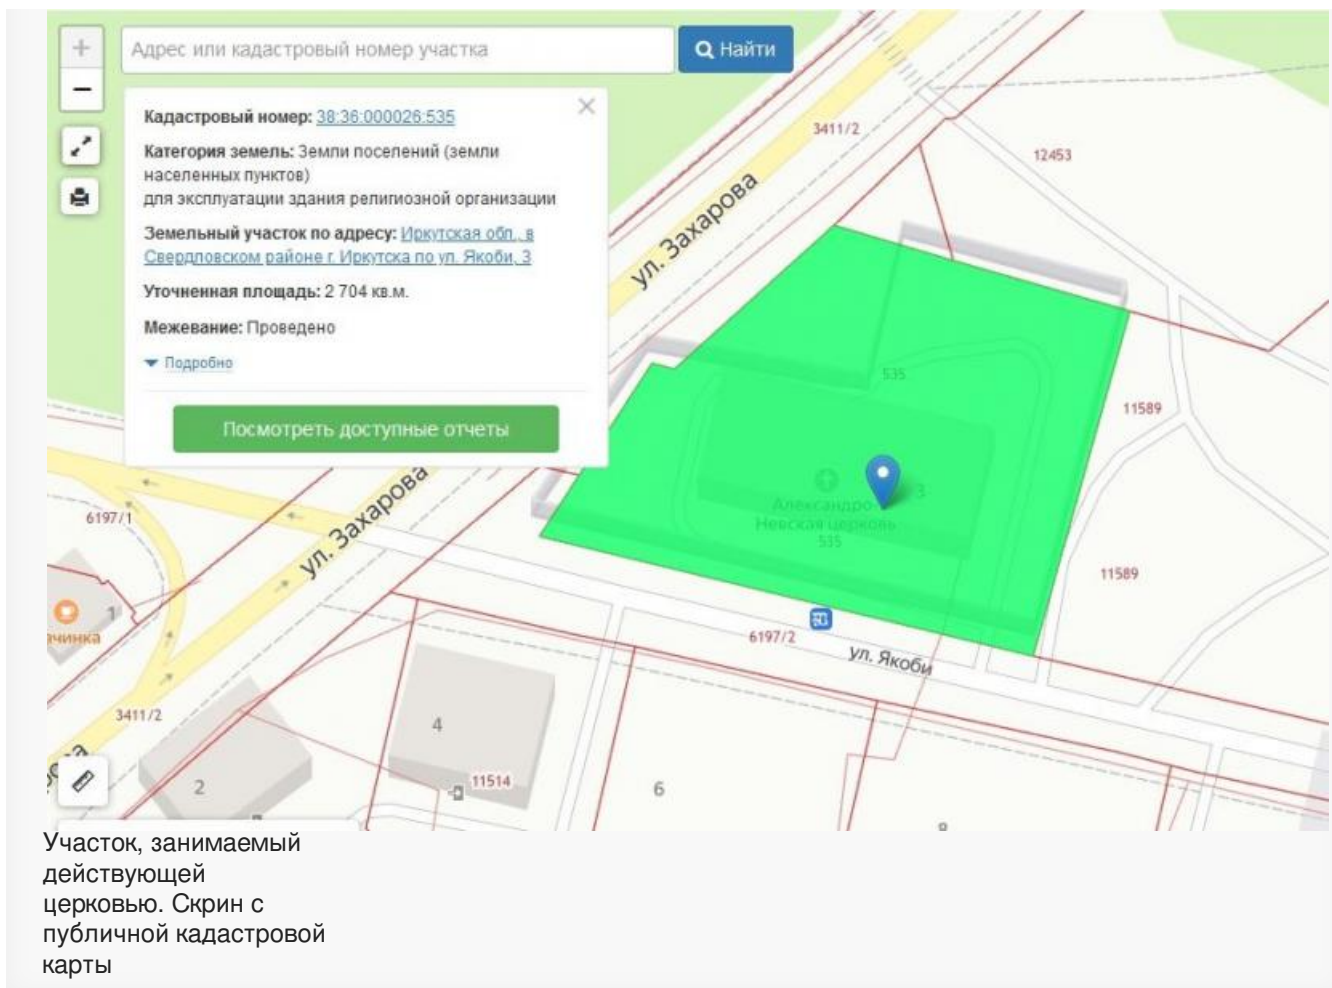 Адрес или кадастровый номер участка
Найти
Кадастровый номер: 38:36:000026:535
Категория земель: Земли поселений (земли
населенных пунктов)
для эксплуатации здания религиозной организации
Земельный участок по адресу: Иркутская обл., в
Свердловском районе г. Иркутска по ул. Якоби, 3
Уточненная площадь: 2 704 кв.м.
Межевание: Проведено
Подробно
Посмотреть доступные отчеты
3411/2
12453
ул. Захарова
535
11589
3
Александро-
Невская церковь
535
ул. Захарова
6197/1
11589
1
6197/2
ул. Якоби
3411/2
4
2
11514
6
8
Участок, занимаемый
действующей
церковью. Скрин с
публичной кадастровой
карты